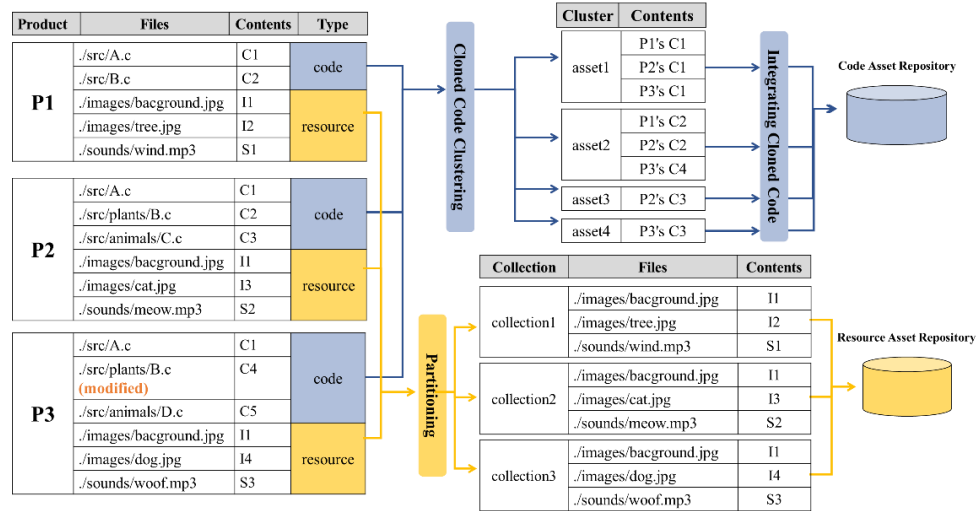 Product Files Contents Type
P1
./src/A.c C1
./src/B.c C2
./images/bacground.jpg I1
./images/tree.jpg I2
./sounds/wind.mp3 S1
code
resource
P2
./src/A.c C1
./src/plants/B.c C2
./src/animals/C.c C3
./images/bacground.jpg I1
./images/cat.jpg I3
./sounds/meow.mp3 S2
code
resource
P3
./src/A.c C1
./src/plants/B.c C4
(modified)
./src/animals/D.c C5
./images/bacground.jpg I1
./images/dog.jpg I4
./sounds/woof.mp3 S3
code
resource
Cloned Code Clustering
Cluster Contents
asset1
P1's C1
P2's C1
P3's C1
asset2
P1's C2
P2's C2
P3's C4
asset3 P2's C3
asset4 P3's C3
Integrating Cloned Code
Code Asset Repository
Partitioning
Collection Files Contents
collection1
./images/bacground.jpg I1
./images/tree.jpg I2
./sounds/wind.mp3 S1
collection2
./images/bacground.jpg I1
./images/cat.jpg I3
./sounds/meow.mp3 S2
collection3
./images/bacground.jpg I1
./images/dog.jpg I4
./sounds/woof.mp3 S3
Resource Asset Repository